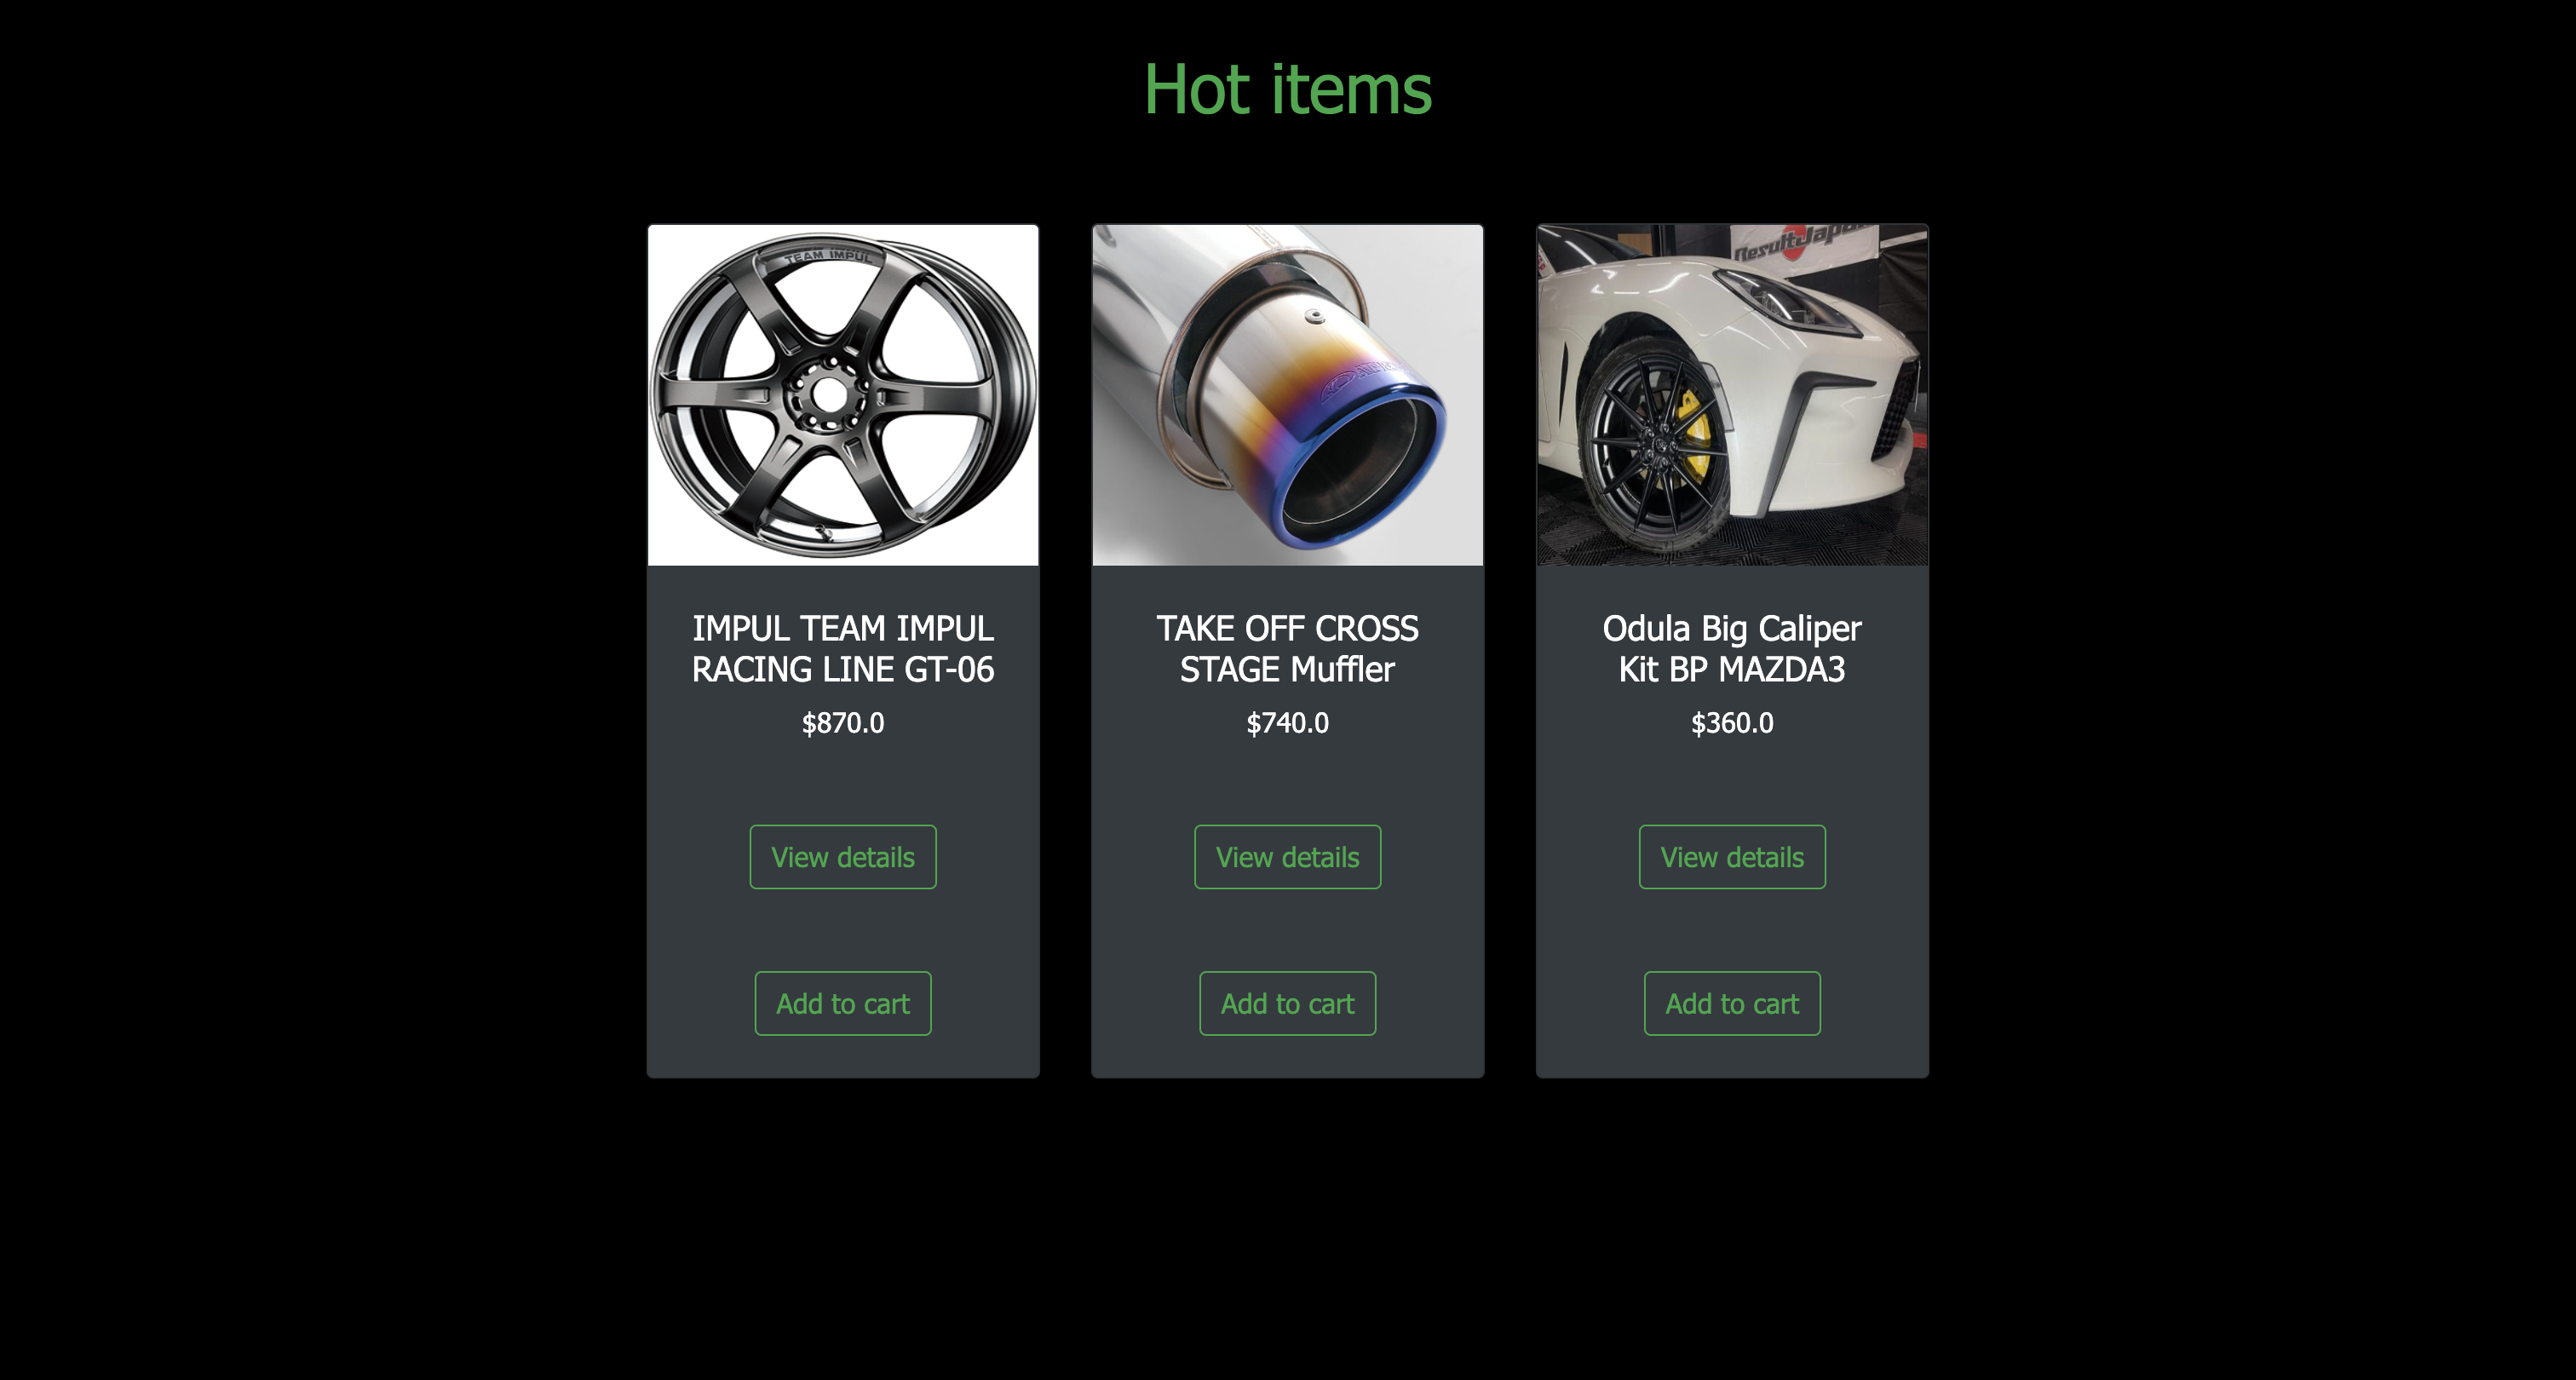 Hot items
TEAM IMPUL
ResultJapan
IMPUL TEAM IMPUL
RACING LINE GT-06
$870.0
View details
Add to cart
TAKE OFF CROSS
STAGE Muffler
$740.0
View details
Add to cart
Odula Big Caliper
Kit BP MAZDA3
$360.0
View details
Add to cart